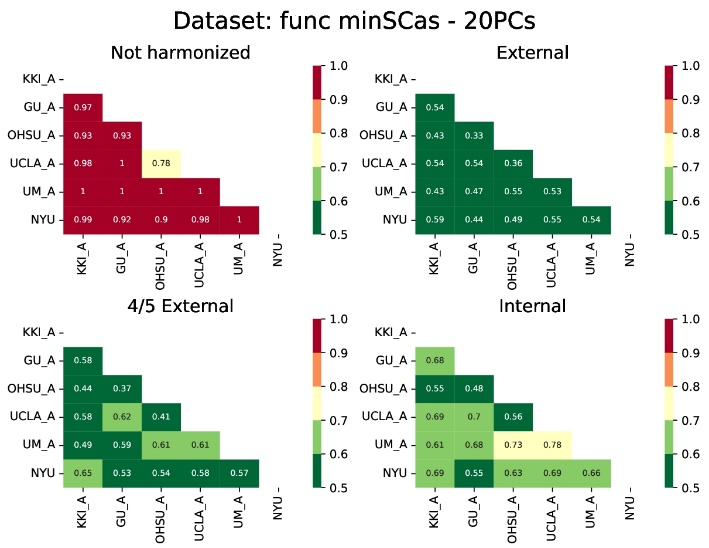 Dataset: func minSCas - 20PCs
Not harmonized
KKI_A
GU_A 0.97
OHSU_A 0.93 0.93
UCLA_A 0.98 1 0.78
UM_A 1 1 1 1
NYU 0.99 0.92 0.9 0.98 1
KKI_A GU_A OHSU_A UCLA_A UM_A NYU
1.0
0.9
0.8
0.7
0.6
0.5
External
KKI_A
GU_A 0.54
OHSU_A 0.43 0.33
UCLA_A 0.54 0.54 0.36
UM_A 0.43 0.47 0.55 0.53
NYU 0.59 0.44 0.49 0.55 0.54
KKI_A GU_A OHSU_A UCLA_A UM_A NYU
1.0
0.9
0.8
0.7
0.6
0.5
4/5 External
KKI_A
GU_A 0.58
OHSU_A 0.44 0.37
UCLA_A 0.58 0.62 0.41
UM_A 0.49 0.59 0.61 0.61
NYU 0.65 0.53 0.54 0.58 0.57
KKI_A GU_A OHSU_A UCLA_A UM_A NYU
1.0
0.9
0.8
0.7
0.6
0.5
Internal
KKI_A
GU_A 0.68
OHSU_A 0.55 0.48
UCLA_A 0.69 0.7 0.56
UM_A 0.61 0.68 0.73 0.78
NYU 0.69 0.55 0.63 0.69 0.66
KKI_A GU_A OHSU_A UCLA_A UM_A NYU
1.0
0.9
0.8
0.7
0.6
0.5